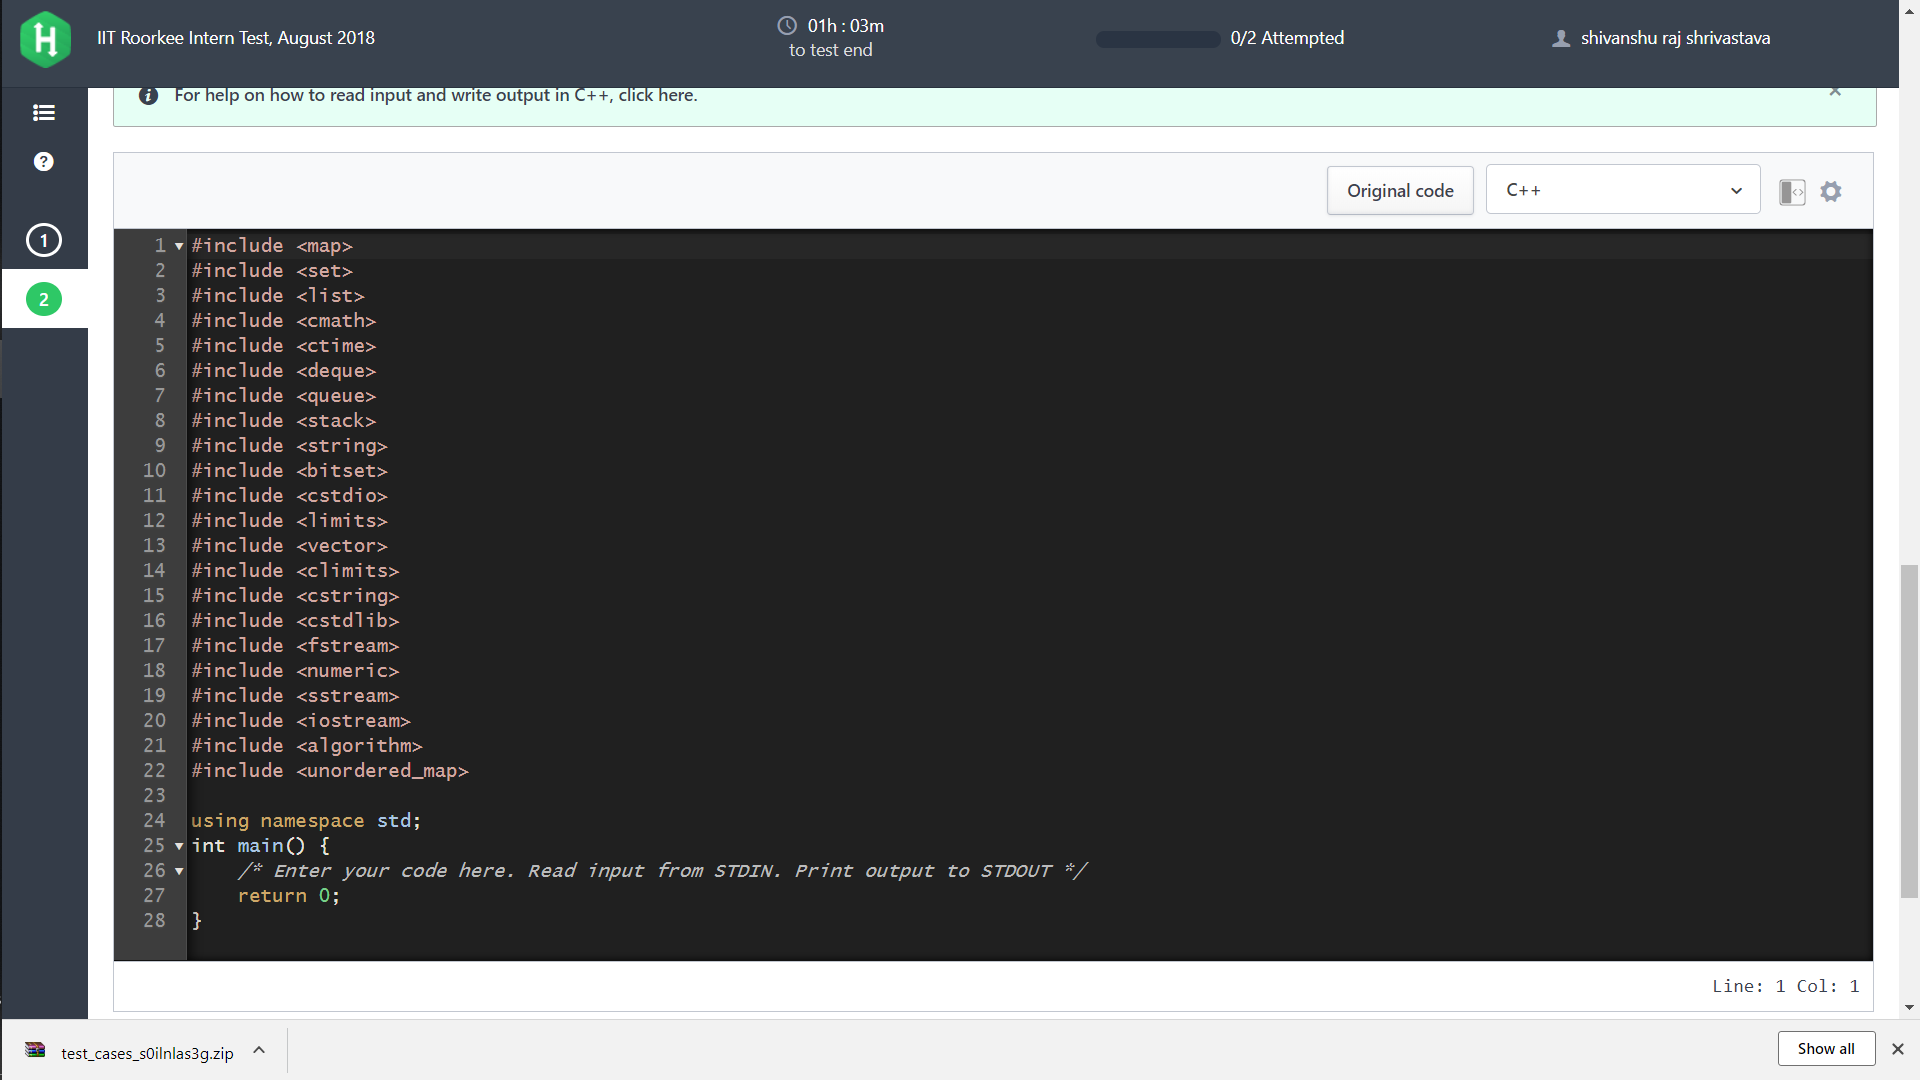 IIT Roorkee Intern Test, August 2018
01h : 03m
to test end
0/2 Attempted
shivanshu raj shrivastava
For help on how to read input and write output in C++, click here.
Original code
C++
1
2
1 #include <map>
2 #include <set>
3 #include <list>
4 #include <cmath>
5 #include <ctime>
6 #include <deque>
7 #include <queue>
8 #include <stack>
9 #include <string>
10 #include <bitset>
11 #include <cstdio>
12 #include <limits>
13 #include <vector>
14 #include <climits>
15 #include <cstring>
16 #include <cstdlib>
17 #include <fstream>
18 #include <numeric>
19 #include <sstream>
20 #include <iostream>
21 #include <algorithm>
22 #include <unordered_map>
23
24 using namespace std;
25 int main() {
26 /* Enter your code here. Read input from STDIN. Print output to STDOUT */
27 return 0;
28 }
Line: 1 Col: 1
test_cases_s0ilnlas3g.zip
Show all